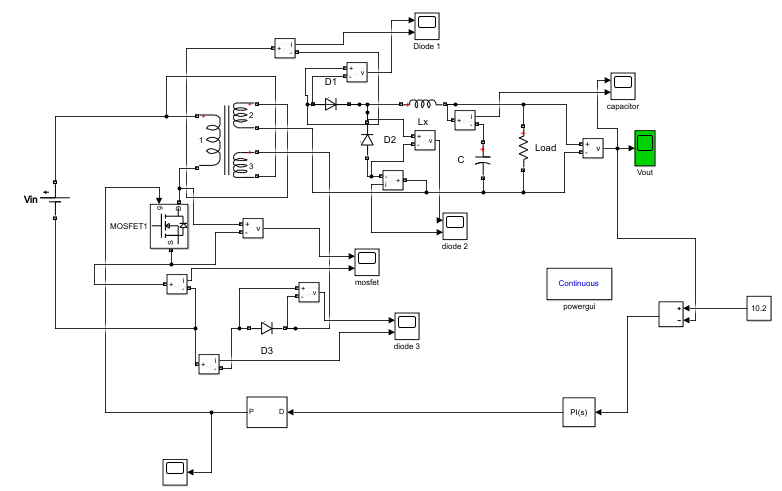 i
+
-
Diode 1
D1
+
-
v
capacitor
1
2
3
Lx
+
-
i
D2
+
-
v
C
Load
+
-
v
Vout
Vin
-
i
+
MOSFET1
g
D
S
+
-
v
diode 2
+
-
i
mosfet
Continuous
powergui
+
-
v
+
-
10.2
D3
diode 3
+
-
i
P
D
PI(s)